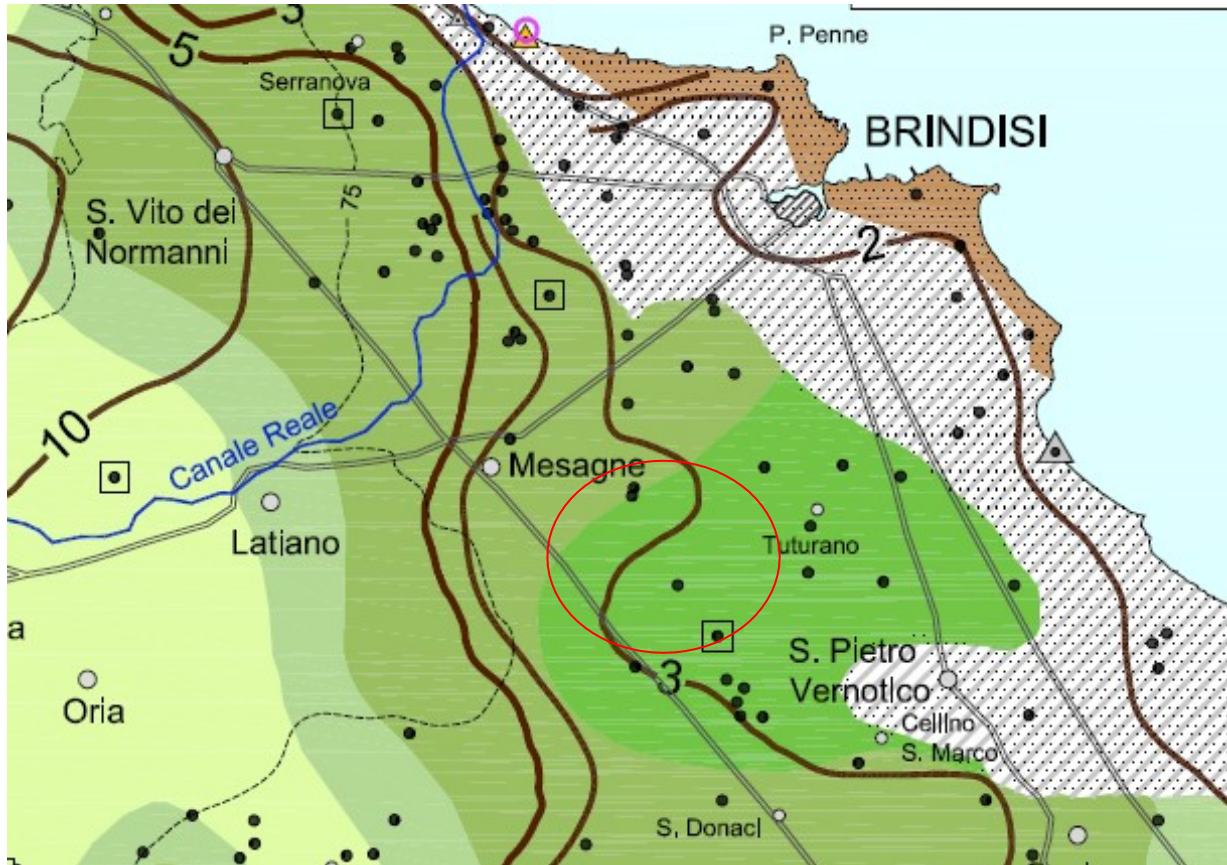 3
5
P. Penne
Serranova
BRINDISI
75
S. Vito dei
Normanni
2
10
Canale Reale
Mesagne
Latiano
Tuturano
a
Oria
3
S. Pietro
Vernotico
Cellino
S. Marco
S. Donaci